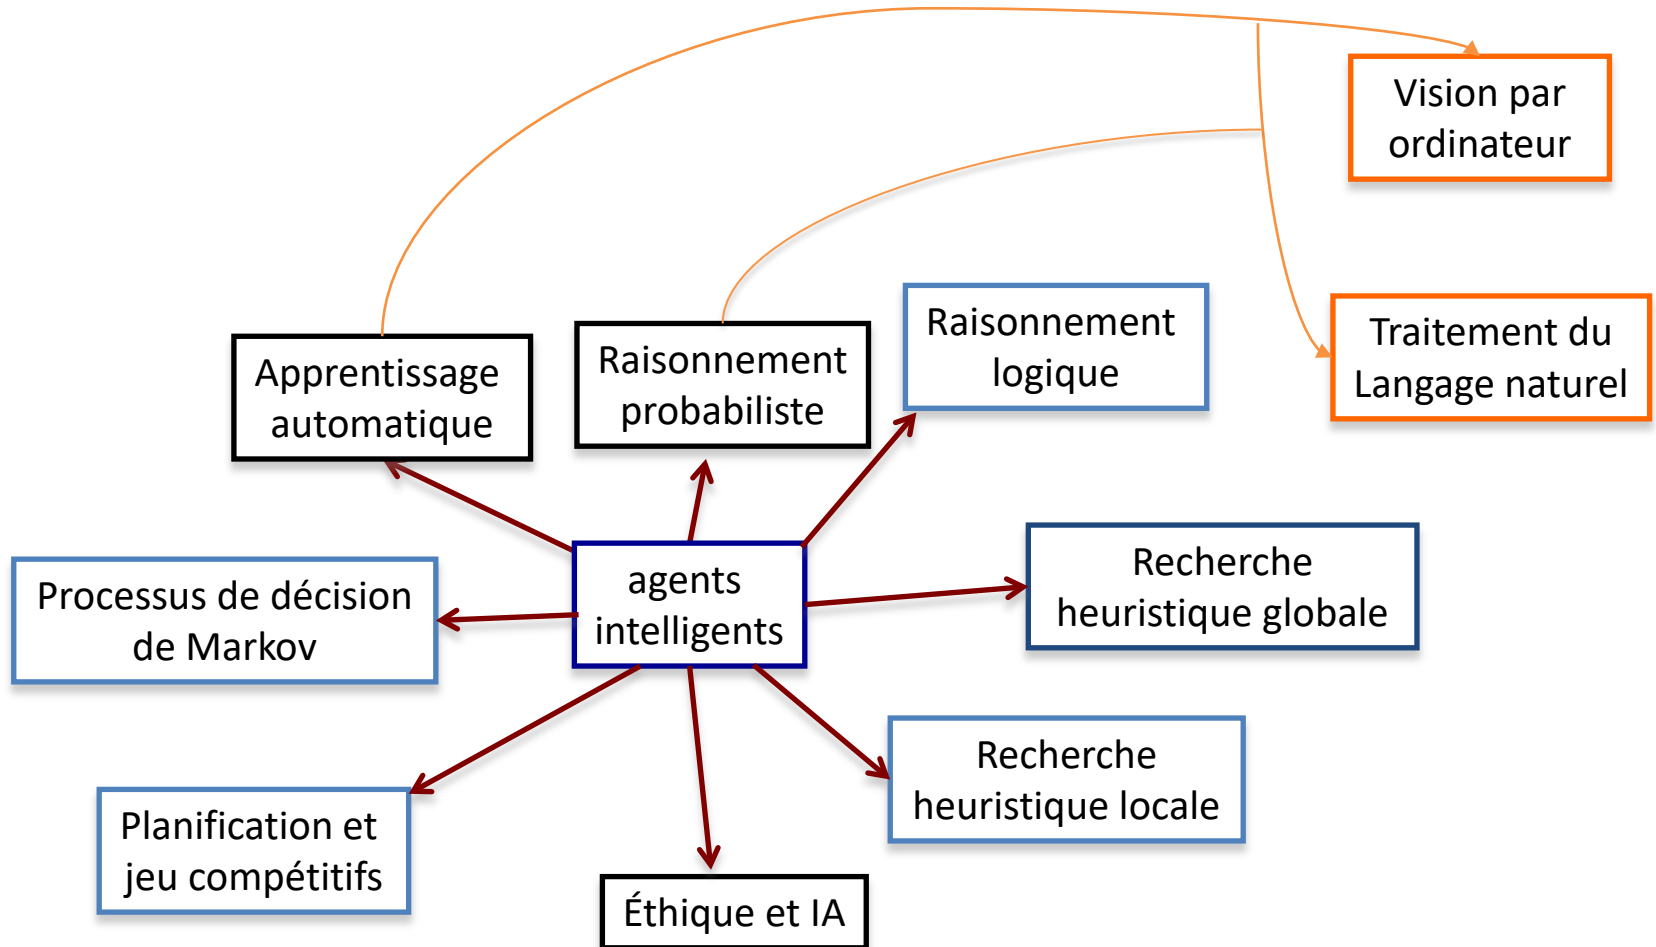 Vision par
ordinateur
Raisonnement
logique
Traitement du
Langage naturel
Apprentissage
automatique
Raisonnement
probabiliste
agents
intelligents
Recherche
heuristique globale
Processus de décision
de Markov
Recherche
heuristique locale
Planification et
jeu compétitifs
Éthique et IA